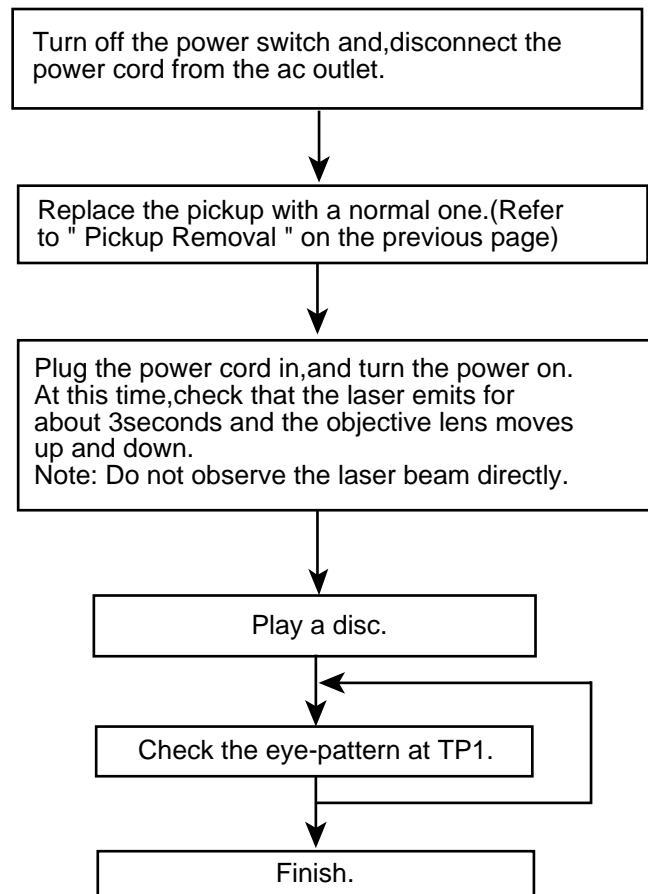 Turn off the power switch and,disconnect the
power cord from the ac outlet.
Replace the pickup with a normal one.(Refer
to " Pickup Removal " on the previous page)
Plug the power cord in,and turn the power on.
At this time,check that the laser emits for
about 3seconds and the objective lens moves
up and down.
Note: Do not observe the laser beam directly.
Play a disc.
Check the eye-pattern at TP1.
Finish.